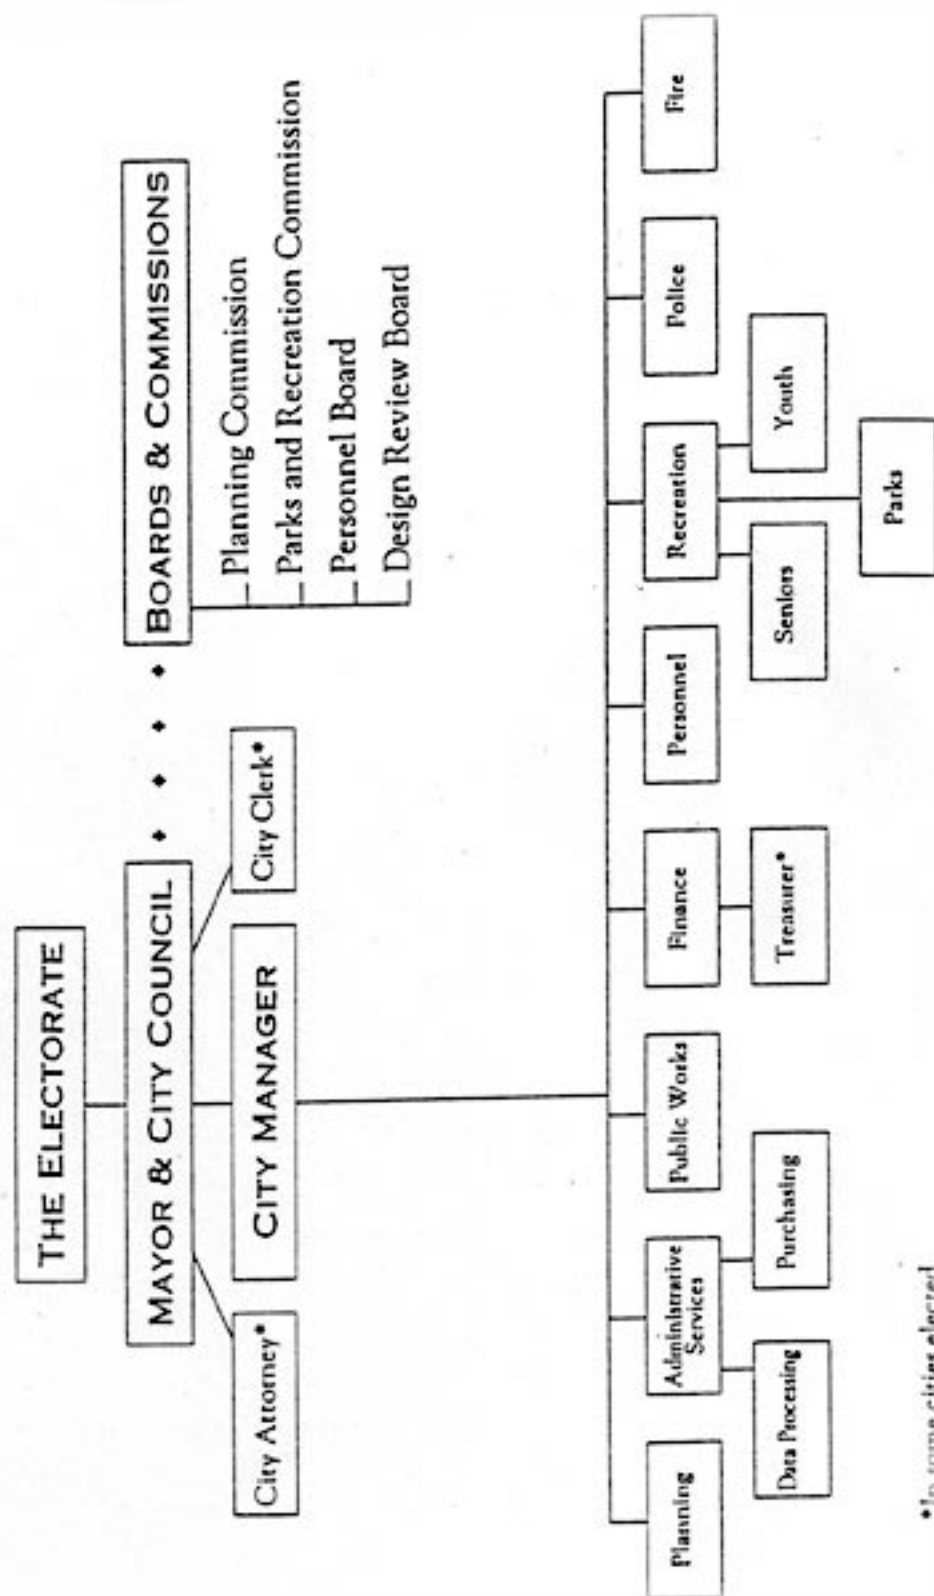 THE ELECTORATE
MAYOR & CITY COUNCIL
BOARDS & COMMISSIONS
Planning Commission
Parks and Recreation Commission
Personnel Board
Design Review Board
City Attorney*
CITY MANAGER
City Clerk*
Planning
Administrative
Services
Public Works
Finance
Personnel
Recreation
Police
Fire
Data Processing
Purchasing
Treasurer*
Seniors
Youth
Parks
*In some cities elected